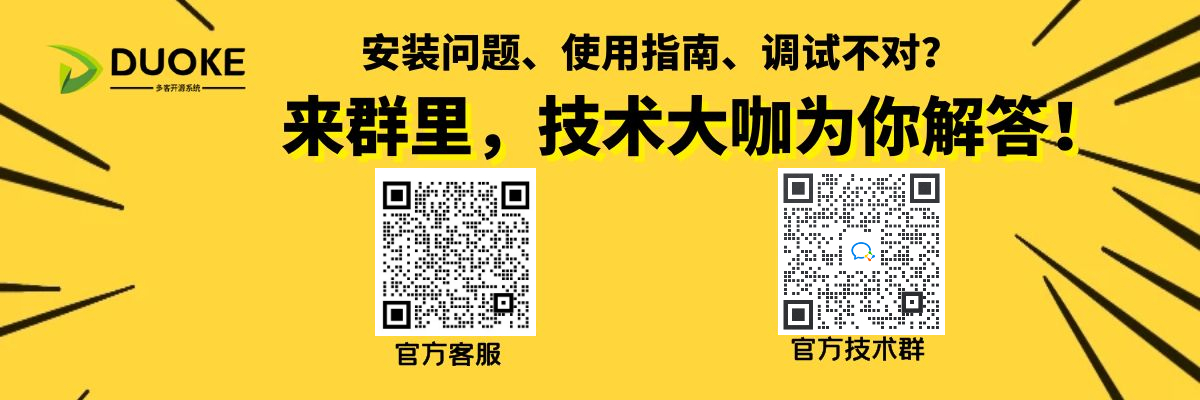 DUOKE
多客开源系统
安装问题、使用指南、调试不对？
来群里，技术大咖为你解答！
官方客服
官方技术群